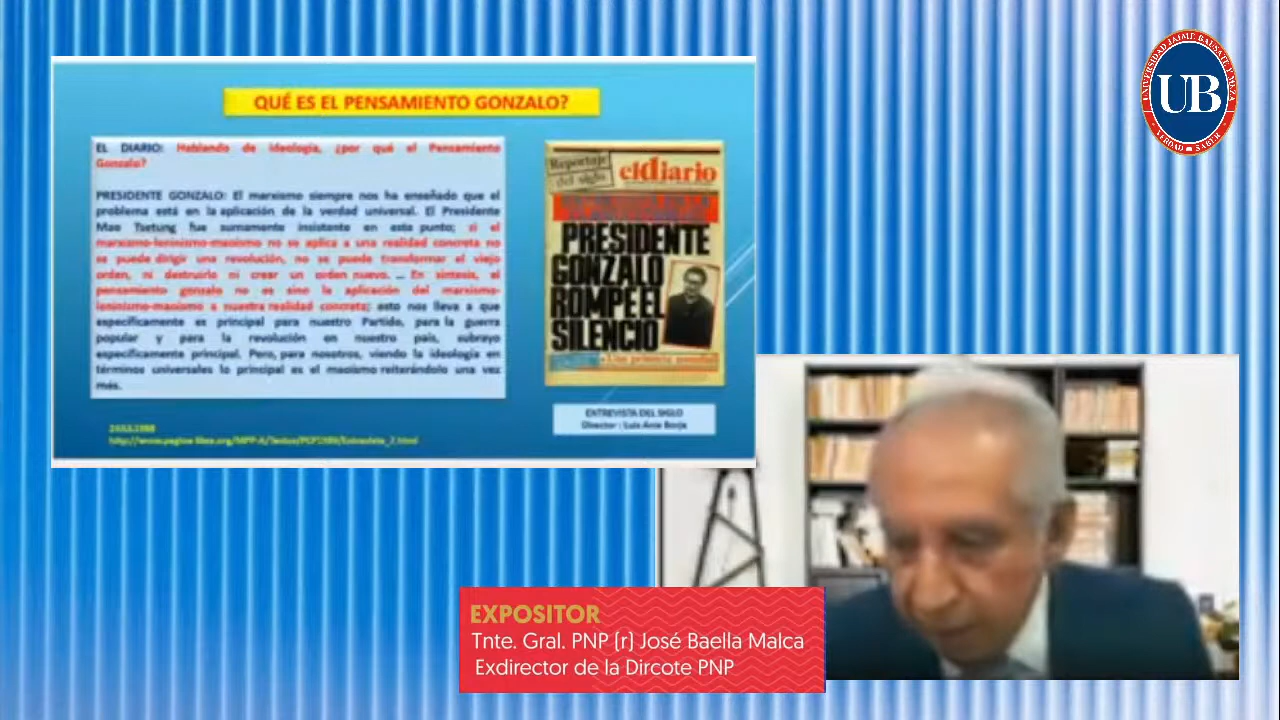 QUÉ ES EL PENSAMIENTO GONZALO?
EL DIARIO: Hablando de ideología, ¿por qué el Pensamiento
Gonzalo?
PRESIDENTE GONZALO: El marxismo siempre nos ha enseñado que el
problema está en la aplicación de la verdad universal. El Presidente
Mao Tsetung fue sumamente insistente en este punto; si el
marxismo-leninismo-maoísmo no se aplica a una realidad concreta no
se puede dirigir una revolución, no se puede transformar el viejo
orden, ni destruirlo ni crear un orden nuevo. ... En síntesis, el
pensamiento gonzalo no es sino la aplicación del marxismo-
leninismo-maoísmo a nuestra realidad concreta; esto nos lleva a que
específicamente es principal para nuestro Partido, para la guerra
popular y para la revolución en nuestro país, subrayo
específicamente principal. Pero, para nosotros, viendo la ideología en
términos universales lo principal es el maoísmo reiterándolo una vez
más.
Reportaje
del siglo
el diario
PRESIDENTE
GONZALO
ROMPE EL
SILENCIO
ENTREVISTA DEL SIGLO
Director : Luis Arce Borja
UNIVERSIDAD JAIME BAUSATE Y MEZA
UB
VERDAD SABER
EXPOSITOR
Tnte. Gral. PNP (r) José Baella Malca
Exdirector de la Dircote PNP